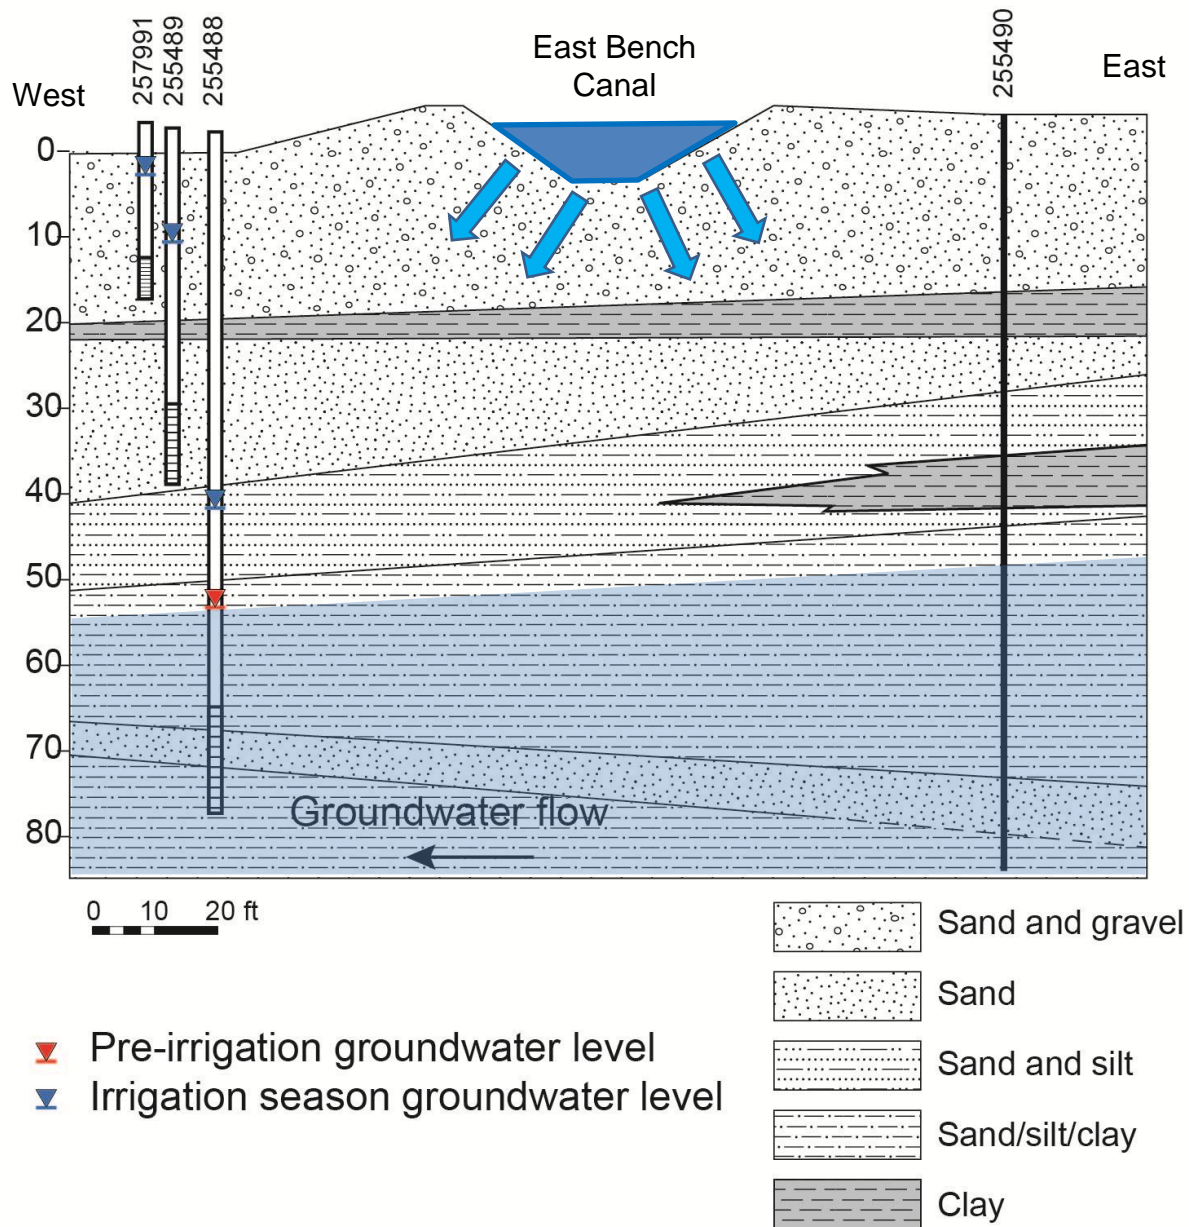 257991
255489
255488
255490
East Bench
Canal
West
East
0
10
20
30
40
50
60
70
80
Groundwater flow
0 10 20 ft
Sand and gravel
Sand
Sand and silt
Sand/silt/clay
Clay
Pre-irrigation groundwater level
Irrigation season groundwater level